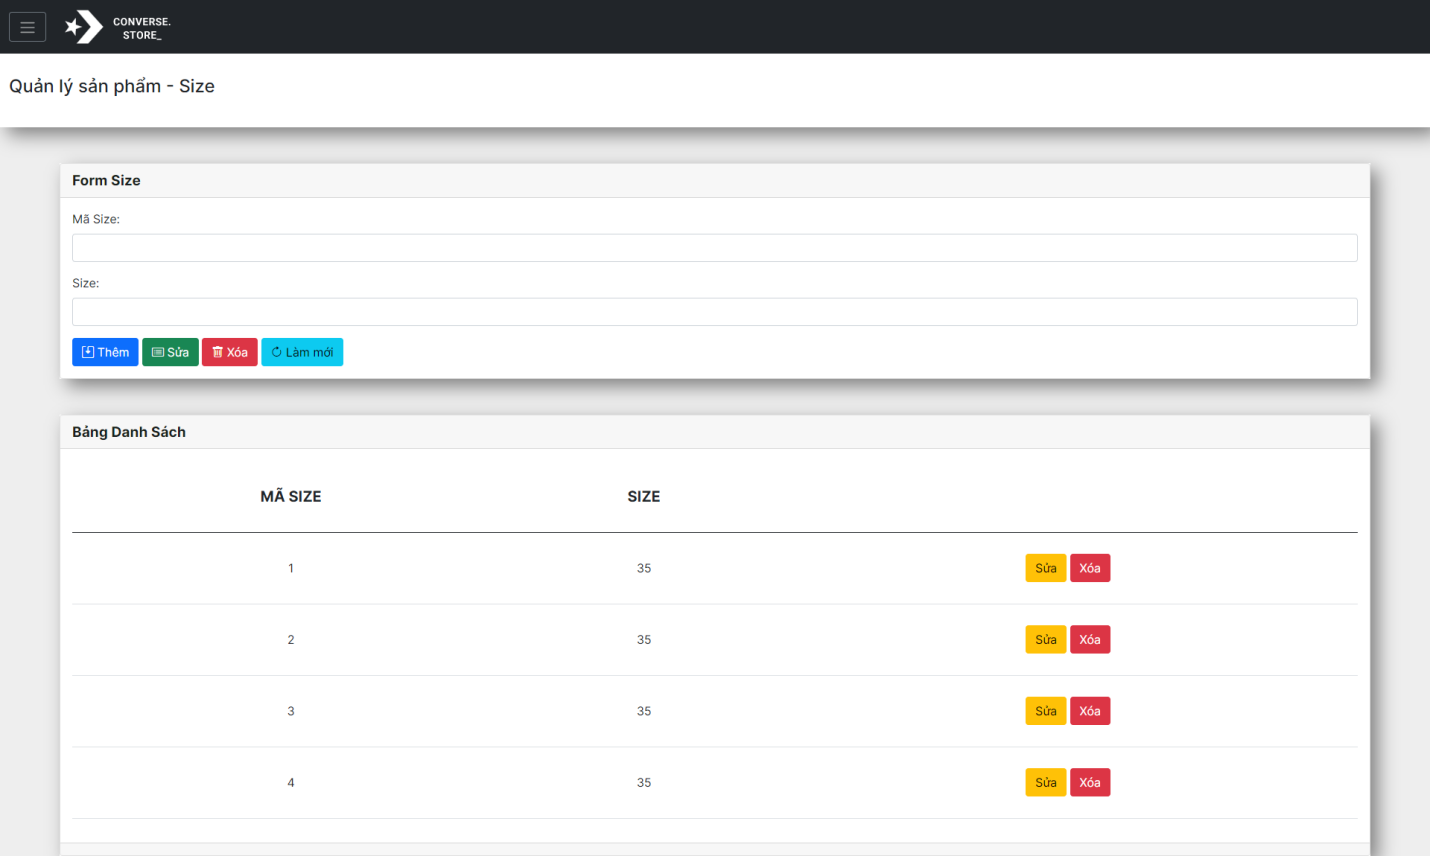 CONVERSE.
STORE_
Quản lý sản phẩm - Size
Form Size
Mã Size:
Size:
Thêm Sửa Xóa Làm mới
Bảng Danh Sách
MÃ SIZE SIZE
1 35 Sửa Xóa
2 35 Sửa Xóa
3 35 Sửa Xóa
4 35 Sửa Xóa